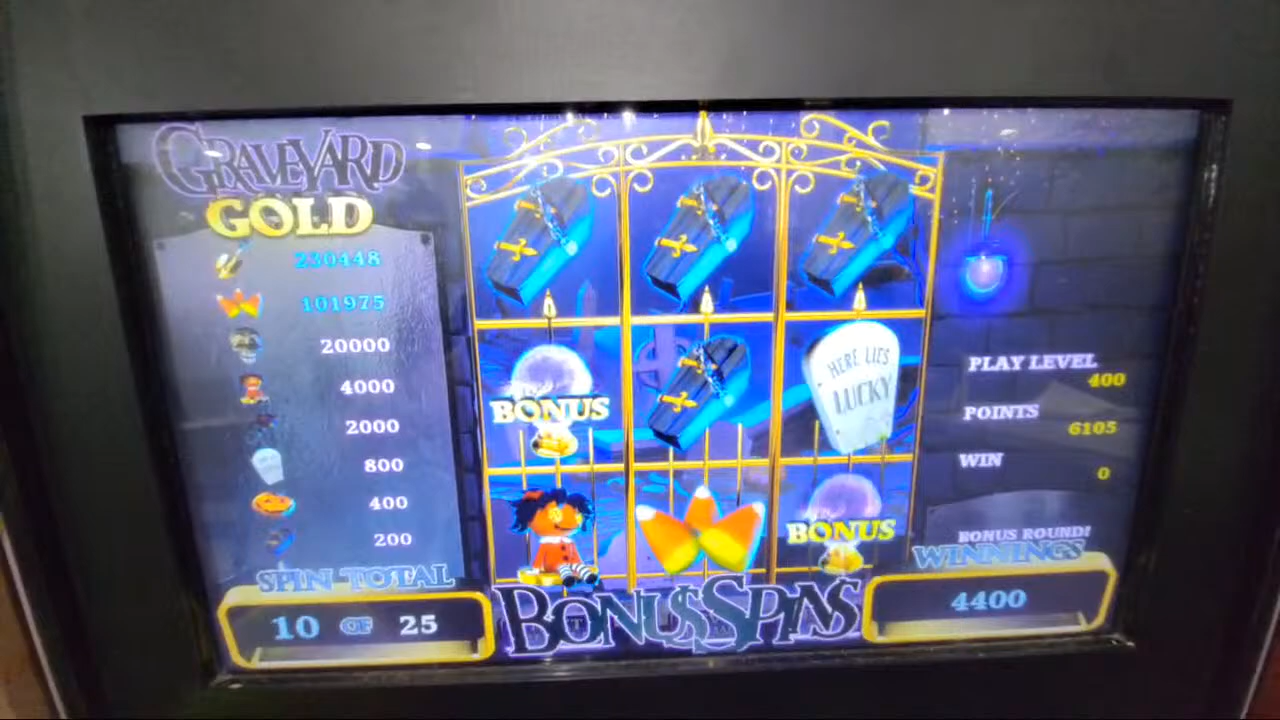 GRAVEYARD
GOLD
230448
101975
20000
4000
2000
800
400
200
SPIN TOTAL
10 OF 25
BONUS
HERE LIES
LUCKY
BONUS
BONUS SPINS
PLAY LEVEL
400
POINTS
6105
WIN
0
BONUS ROUND!
WINNINGS
4400